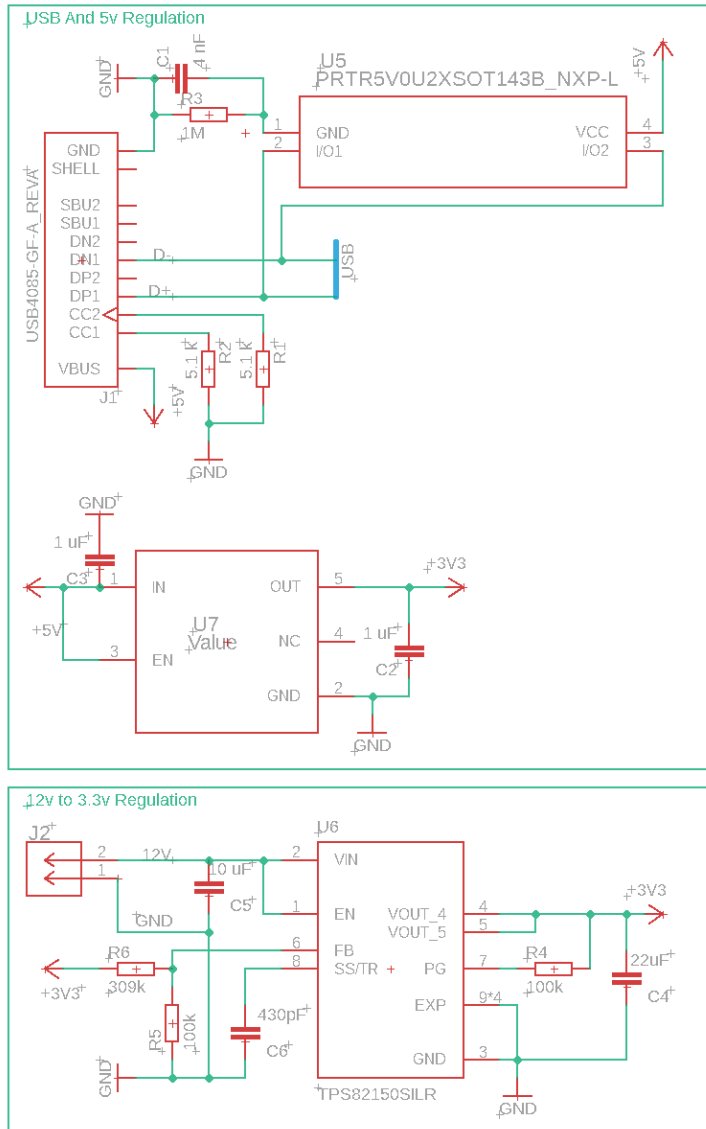 USB And 5v Regulation
C1
4 nF
GND
R3
1M
U5
PRTR5V0U2XSOT143B_NXP-L
1
GND
2
I/O1
VCC
4
I/O2
3
+5V
USB4085-GF-A_REVA
GND
SHELL
SBU2
SBU1
DN2
DN1
DP2
DP1
CC2
CC1
VBUS
J1
D-
D+
USB
5.1 k
R2
5.1 k
R1
+5V
GND
GND
1 uF
C3
1
IN
+5V
3
EN
U7
Value
OUT
5
NC
4
GND
2
+3V3
1 uF
C2
GND
12v to 3.3v Regulation
J2
2
1
12V
GND
10 uF
C5
U6
2
VIN
1
EN
6
FB
8
SS/TR
VOUT_4
4
VOUT_5
5
PG
7
EXP
9*4
GND
3
TPS82150SILR
R6
309k
+3V3
R5
100k
430pF
C6
GND
R4
100k
+3V3
22uF
C4
GND